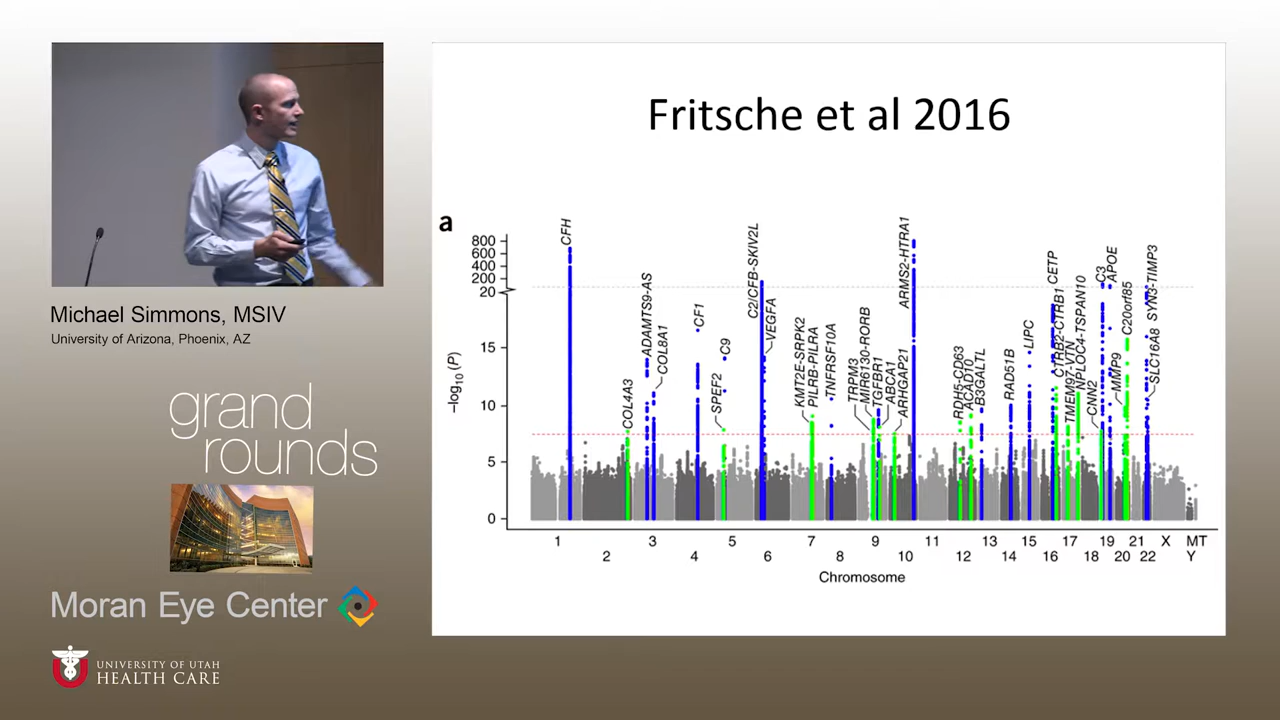 Michael Simmons, MSIV
University of Arizona, Phoenix, AZ
grand
rounds
Moran Eye Center
UNIVERSITY OF UTAH
HEALTH CARE
Fritsche et al 2016
a
–log10 (P)
800
600
400
200
20
15
10
5
0
CFH
COL4A3
ADAMTS9-AS
COL8A1
CF1
SPEF2
C9
C2/CFB-SKIV2L
VEGFA
KMT2E-SRPK2
PILRB-PILRA
TNFRSF10A
TRPM3
MIR6130-RORB
TGFBR1
ABCA1
ARHGAP21
ARMS2-HTRA1
RDH5-CD63
ACAD10
B3GALTL
RAD51B
LIPC
CETP
CTRB2-CTRB1
TMEM97-VTN
NPLOC4-TSPAN10
CNN2
C3
APOE
MMP9
C20orf85
SYN3-TIMP3
SLC16A8
1 3 5 7 9 11 13 15 17 19 21 X MT
2 4 6 8 10 12 14 16 18 20 22 Y
Chromosome